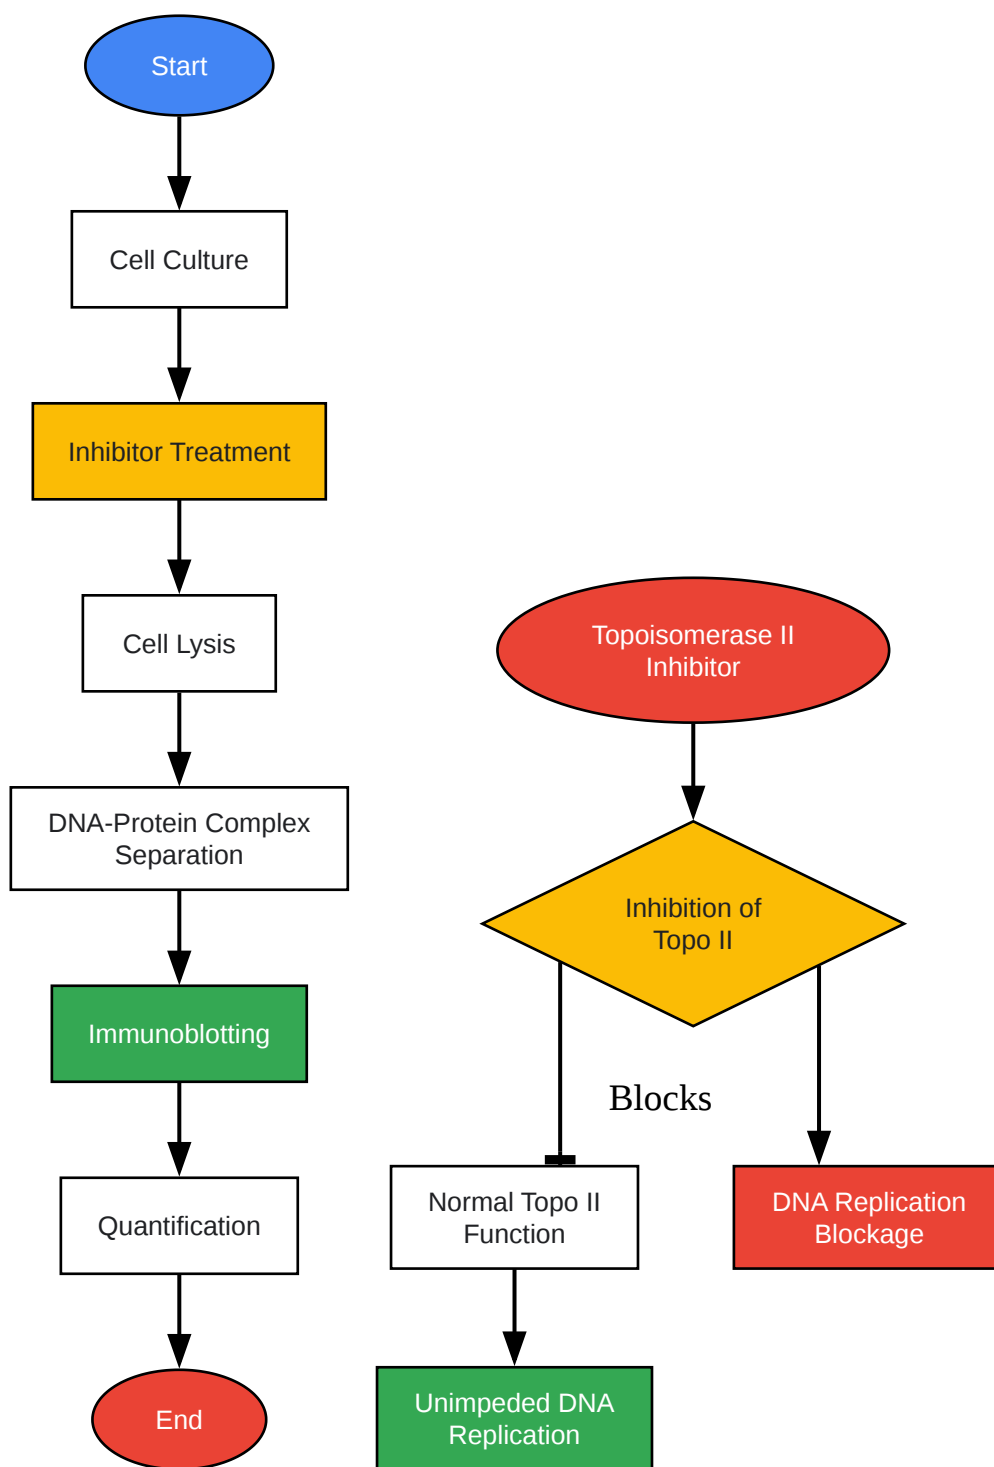 Start
Cell Culture
Inhibitor Treatment
Cell Lysis
DNA-Protein Complex
Separation
Immunoblotting
Quantification
End
Topoisomerase II
Inhibitor
Inhibition of
Topo II
Blocks
Normal Topo II
Function
DNA Replication
Blockage
Unimpeded DNA
Replication